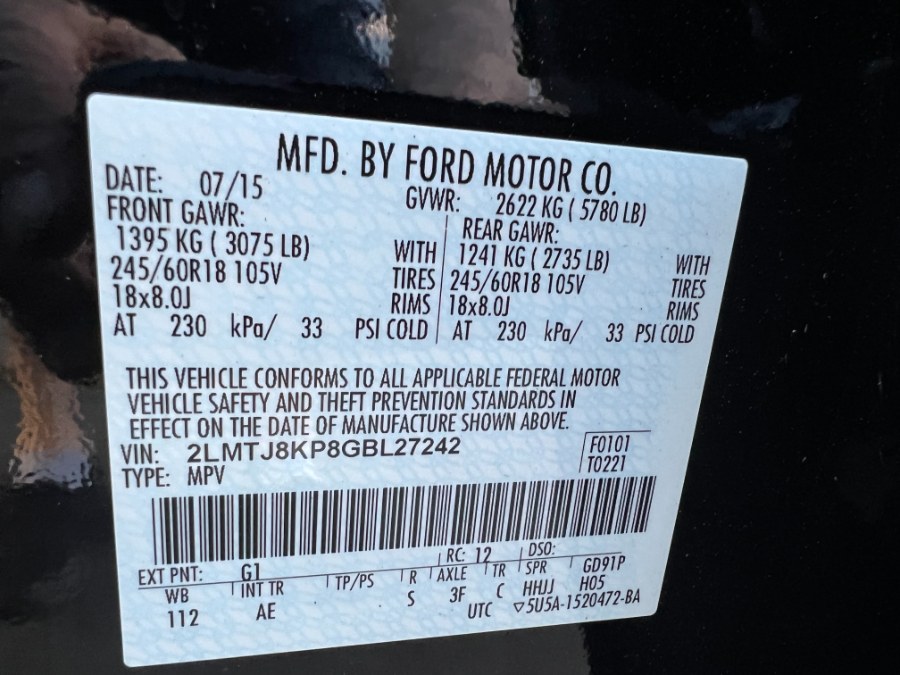 MFD. BY FORD MOTOR CO.
DATE: 07/15 GVWR: 2622 KG ( 5780 LB)
FRONT GAWR: REAR GAWR:
1395 KG ( 3075 LB) WITH 1241 KG ( 2735 LB) WITH
245/60R18 105V TIRES 245/60R18 105V TIRES
18x8.0J RIMS 18x8.0J RIMS
AT 230 kPa/ 33 PSI COLD AT 230 kPa/ 33 PSI COLD
THIS VEHICLE CONFORMS TO ALL APPLICABLE FEDERAL MOTOR
VEHICLE SAFETY AND THEFT PREVENTION STANDARDS IN
EFFECT ON THE DATE OF MANUFACTURE SHOWN ABOVE.
VIN: 2LMTJ8KP8GBL27242 F0101
TYPE: MPV T0221
EXT PNT: G1 RC: 12 DSO:
WB INT TR TP/PS R AXLE TR SPR GD91P
112 AE S 3F C HHJJ H05
UTC ▽5U5A-1520472-BA